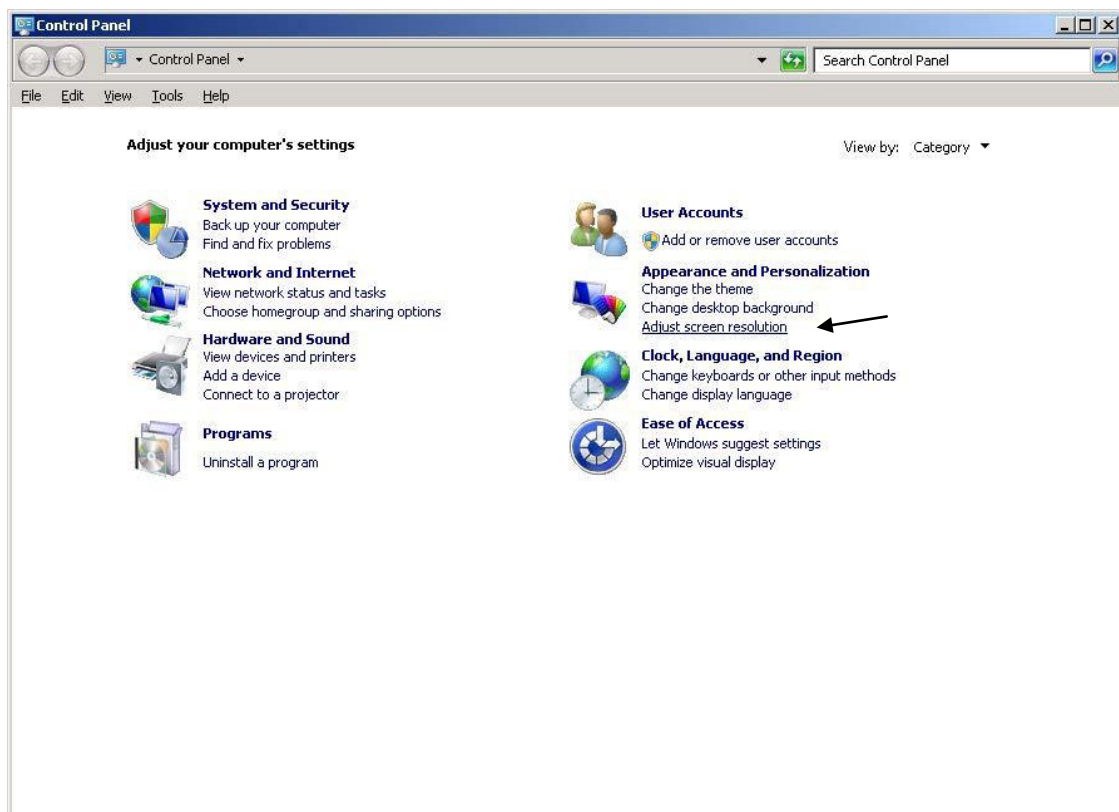 Control Panel
Control Panel
Search Control Panel
File Edit View Tools Help
Adjust your computer's settings
View by: Category
System and Security
Back up your computer
Find and fix problems
Network and Internet
View network status and tasks
Choose homegroup and sharing options
Hardware and Sound
View devices and printers
Add a device
Connect to a projector
Programs
Uninstall a program
User Accounts
Add or remove user accounts
Appearance and Personalization
Change the theme
Change desktop background
Adjust screen resolution
Clock, Language, and Region
Change keyboards or other input methods
Change display language
Ease of Access
Let Windows suggest settings
Optimize visual display